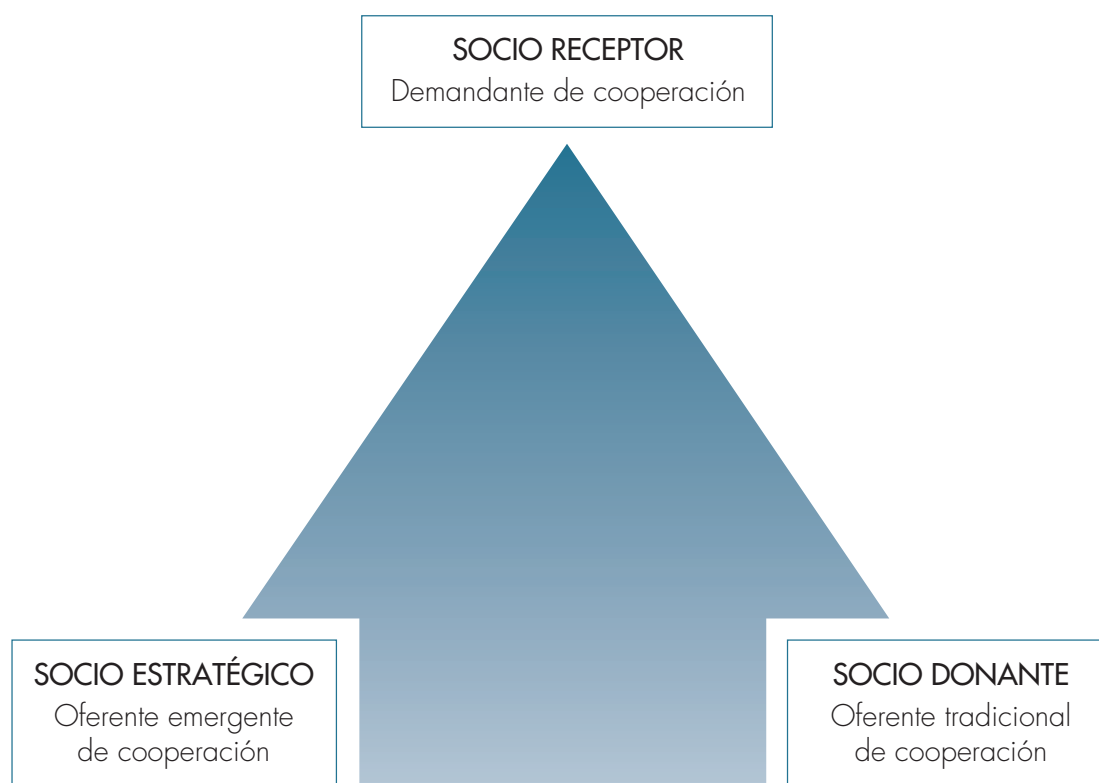 SOCIO RECEPTOR
Demandante de cooperación
SOCIO ESTRATÉGICO
Oferente emergente
de cooperación
SOCIO DONANTE
Oferente tradicional
de cooperación